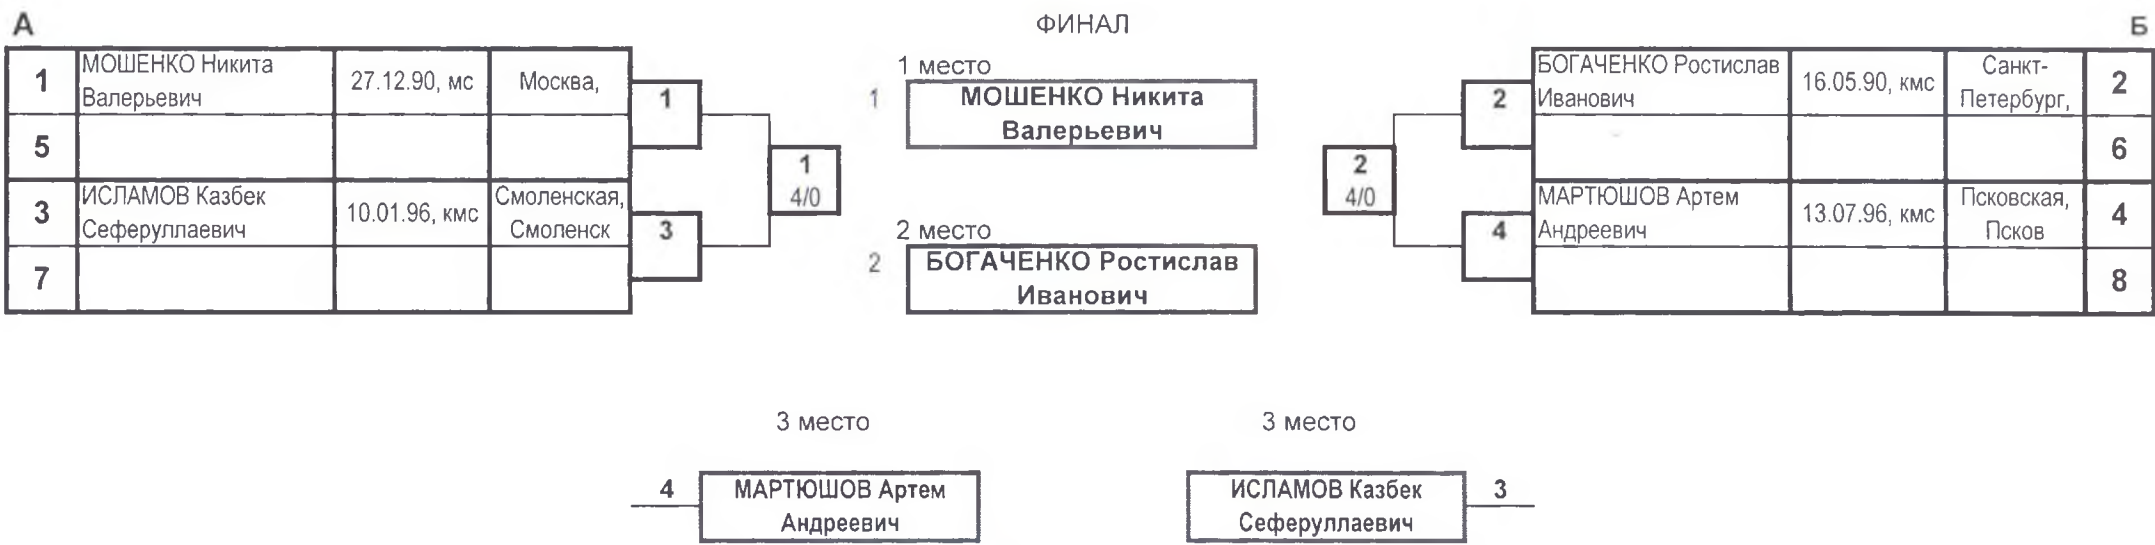 А
ФИНАЛ
Б
1
МОШЕНКО Никита
Валерьевич
27.12.90, мс
Москва,
5
3
ИСЛАМОВ Казбек
Сеферуллаевич
10.01.96, кмс
Смоленская,
Смоленск
7
1
3
1
4/0
1 место
1
МОШЕНКО Никита
Валерьевич
2 место
2
БОГАЧЕНКО Ростислав
Иванович
2
4/0
2
4
БОГАЧЕНКО Ростислав
Иванович
16.05.90, кмс
Санкт-
Петербург,
2
6
МАРТЮШОВ Артем
Андреевич
13.07.96, кмс
Псковская,
Псков
4
8
3 место
4
МАРТЮШОВ Артем
Андреевич
3 место
ИСЛАМОВ Казбек
Сеферуллаевич
3